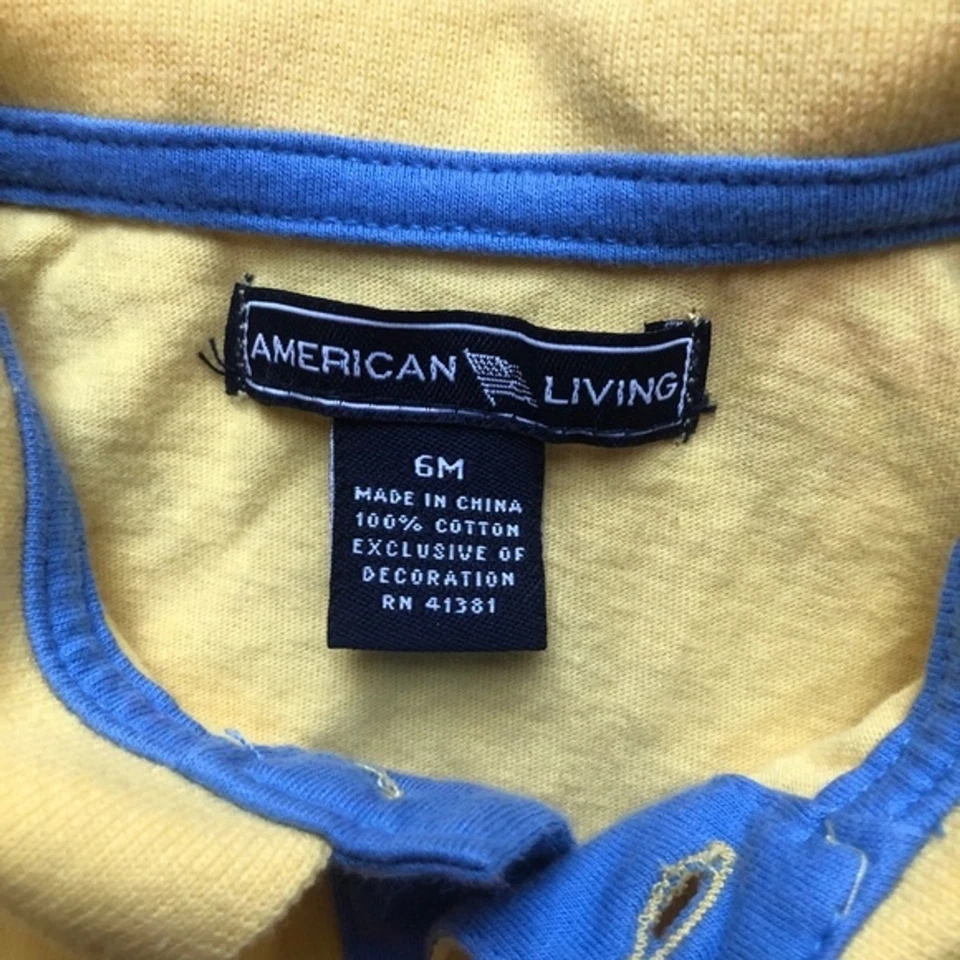 AMERICAN LIVING
6M
MADE IN CHINA
100% COTTON
EXCLUSIVE OF
DECORATION
RN 41381